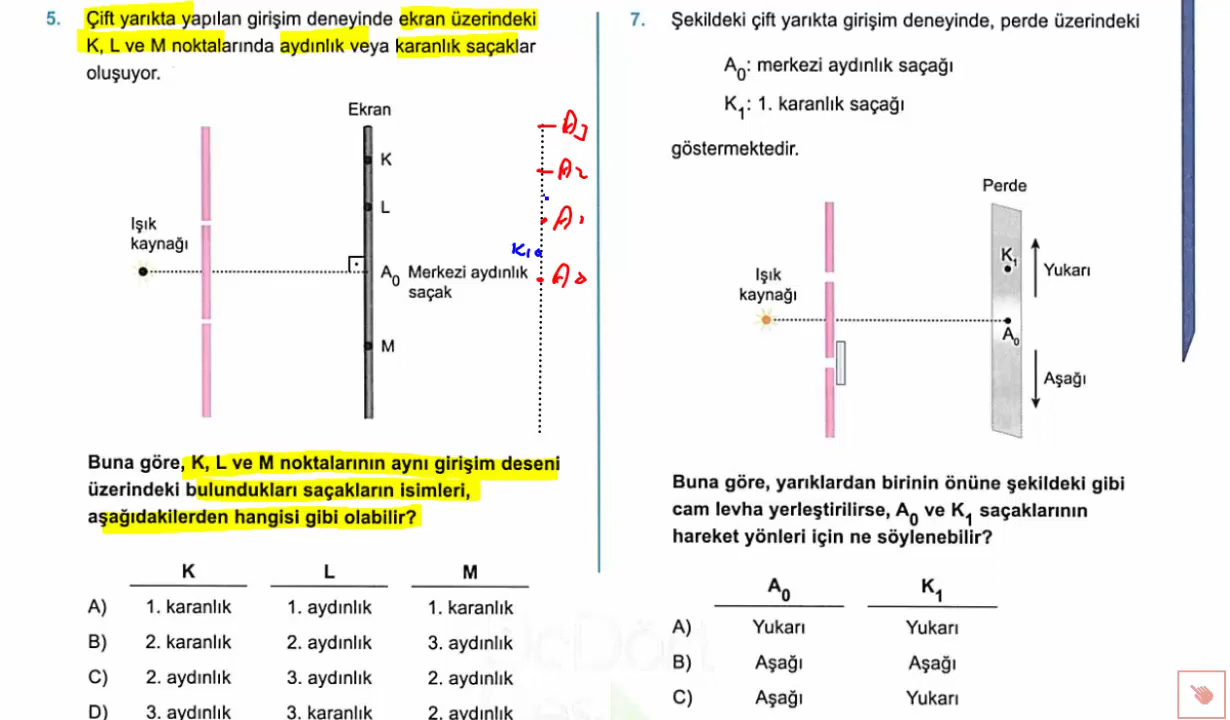 5. Çift yarıkta yapılan girişim deneyinde ekran üzerindeki
K, L ve M noktalarında aydınlık veya karanlık saçaklar
oluşuyor.
Ekran
K
L
Işık
kaynağı
A0 Merkezi aydınlık
saçak
M
A3
A2
A1
K1
A0
Buna göre, K, L ve M noktalarının aynı girişim deseni
üzerindeki bulundukları saçakların isimleri,
aşağıdakilerden hangisi gibi olabilir?
K L M
A) 1. karanlık 1. aydınlık 1. karanlık
B) 2. karanlık 2. aydınlık 3. aydınlık
C) 2. aydınlık 3. aydınlık 2. aydınlık
D) 3. aydınlık 3. karanlık 2. aydınlık
7. Şekildeki çift yarıkta girişim deneyinde, perde üzerindeki
A0: merkezi aydınlık saçağı
K1: 1. karanlık saçağı
göstermektedir.
Perde
K1
Yukarı
Işık
kaynağı
A0
Aşağı
Buna göre, yarıklardan birinin önüne şekildeki gibi
cam levha yerleştirilirse, A0 ve K1 saçaklarının
hareket yönleri için ne söylenebilir?
A0 K1
A) Yukarı Yukarı
B) Aşağı Aşağı
C) Aşağı Yukarı